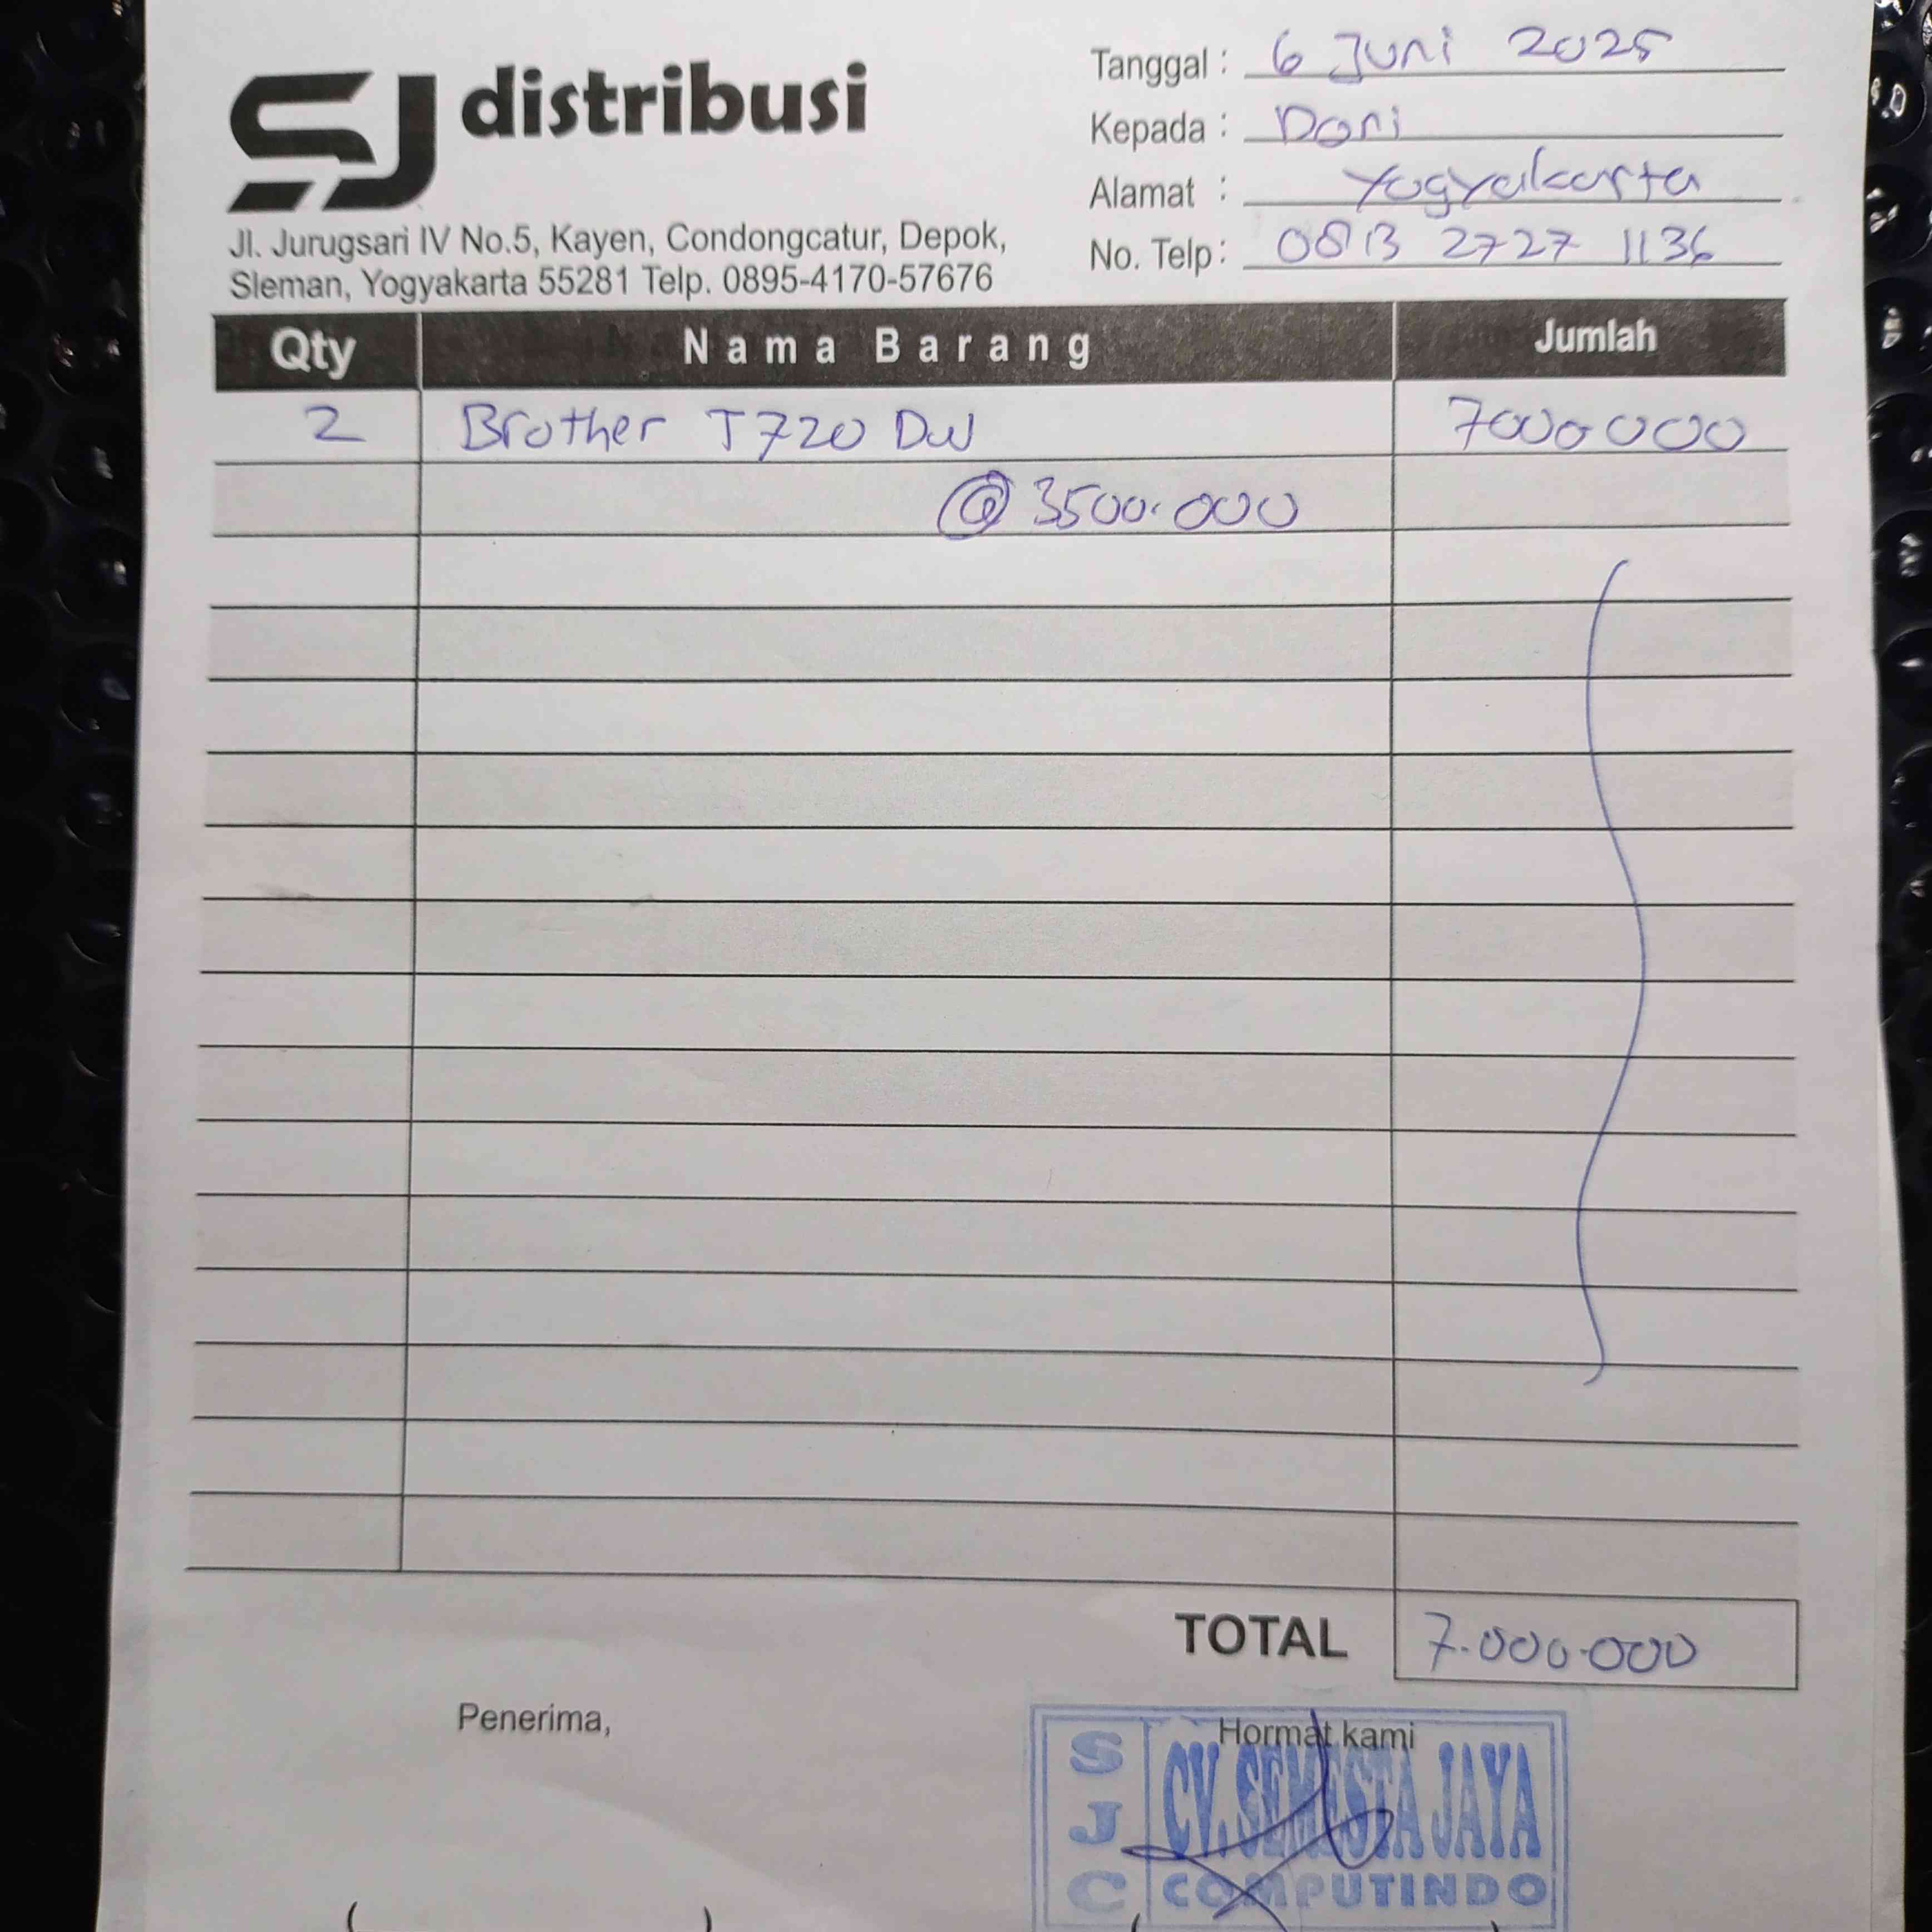 SJ distribusi
Jl. Jurugsari IV No.5, Kayen, Condongcatur, Depok,
Sleman, Yogyakarta 55281 Telp. 0895-4170-57676
Tanggal : 6 Juni 2025
Kepada : Doni
Alamat : Yogyakarta
No. Telp: 0813 2727 1136
Qty Nama Barang Jumlah
2 Brother T720 DW 7000000
@ 3500.000
TOTAL 7.000.000
Penerima,
Hormat kami
SJC
CV. SEMESTA JAYA
COMPUTINDO